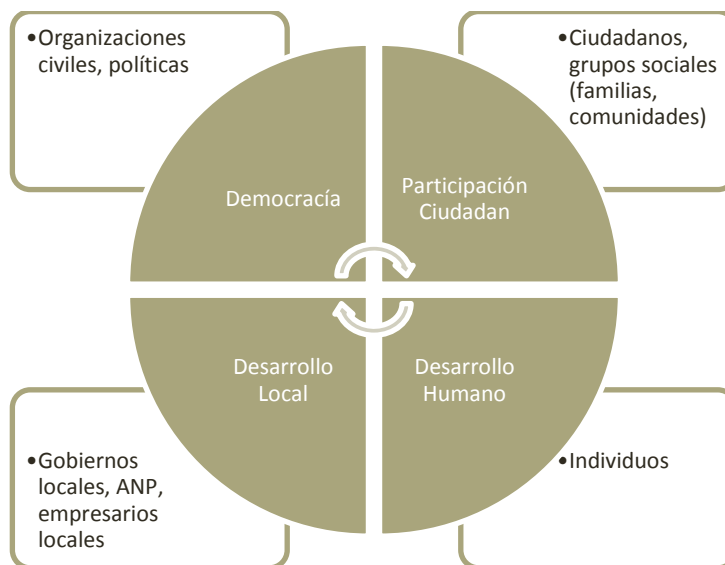 •Organizaciones
civiles, políticas
•Ciudadanos,
grupos sociales
(familias,
comunidades)
Democracía
Participación
Ciudadan
Desarrollo
Local
Desarrollo
Humano
•Gobiernos
locales, ANP,
empresarios
locales
•Individuos